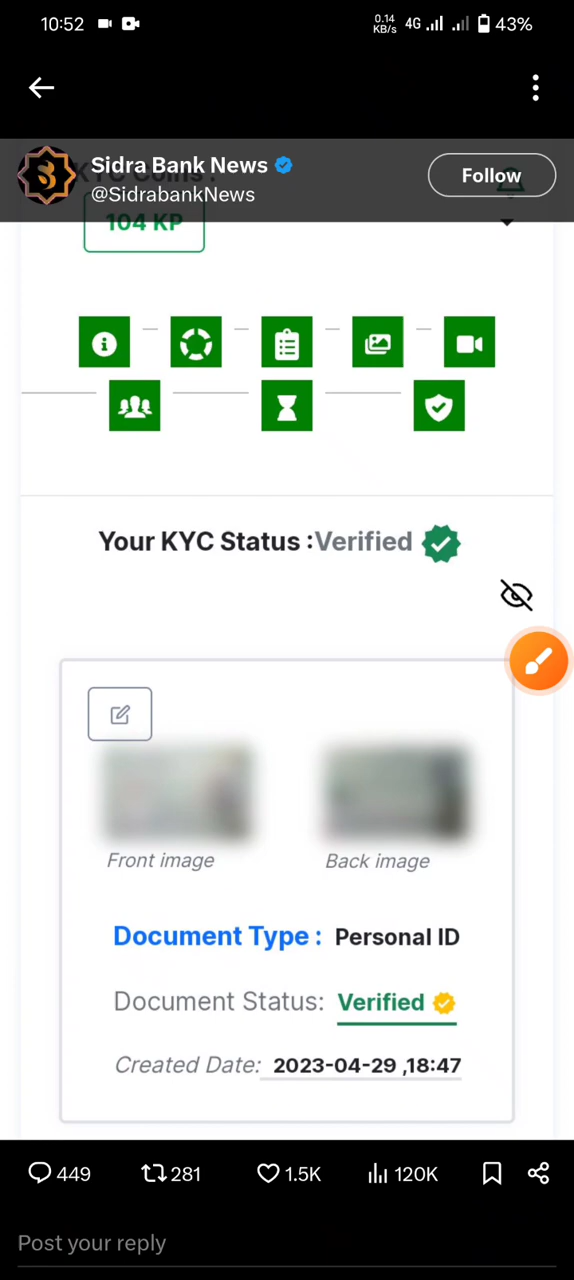 10:52
0.14 KB/s 4G 43%
Sidra Bank News
Follow
@SidrabankNews
104 KP
Your KYC Status :Verified
Front image
Back image
Document Type : Personal ID
Document Status: Verified
Created Date: 2023-04-29 ,18:47
449 281 1.5K 120K
Post your reply